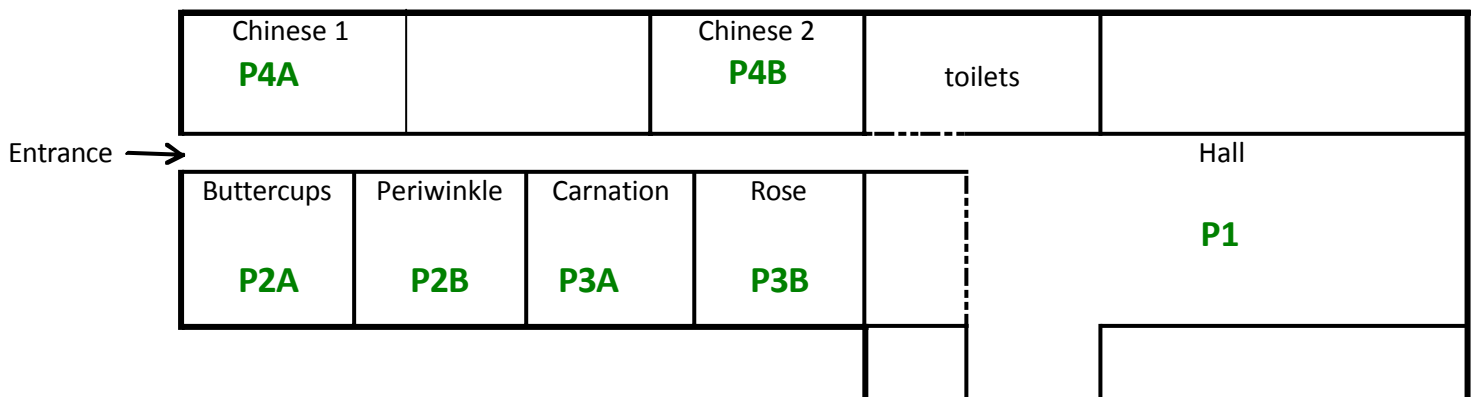 Chinese 1
P4A
Chinese 2
P4B
toilets
Entrance
Hall
Buttercups
Periwinkle
Carnation
Rose
P1
P2A
P2B
P3A
P3B